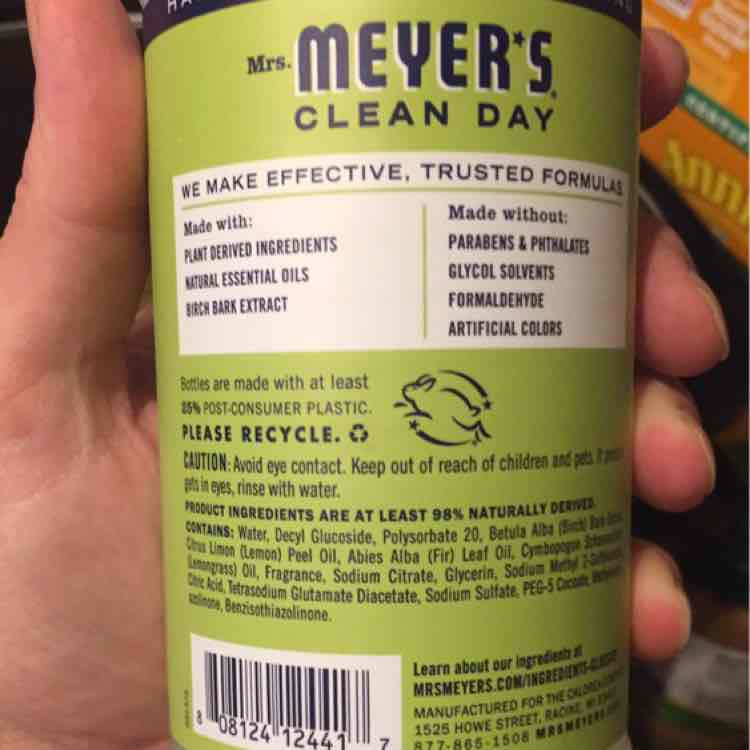 Mrs. MEYER'S
CLEAN DAY
WE MAKE EFFECTIVE, TRUSTED FORMULAS
Made with:
PLANT DERIVED INGREDIENTS
NATURAL ESSENTIAL OILS
BIRCH BARK EXTRACT
Made without:
PARABENS & PHTHALATES
GLYCOL SOLVENTS
FORMALDEHYDE
ARTIFICIAL COLORS
Bottles are made with at least
85% POST-CONSUMER PLASTIC.
PLEASE RECYCLE.
CAUTION: Avoid eye contact. Keep out of reach of children and pets. If
gets in eyes, rinse with water.
PRODUCT INGREDIENTS ARE AT LEAST 98% NATURALLY DERIVED.
CONTAINS: Water, Decyl Glucoside, Polysorbate 20, Betula Alba (Birch) Bark
Citrus Limon (Lemon) Peel Oil, Abies Alba (Fir) Leaf Oil, Cymbopogon
(Lemongrass) Oil, Fragrance, Sodium Citrate, Glycerin, Sodium Methyl
Citric Acid, Tetrasodium Glutamate Diacetate, Sodium Sulfate, PEG-5 Cocoate,
Benzisothiazolinone.
Learn about our ingredients at
MRSMEYERS.COM/INGREDIENTS
MANUFACTURED FOR THE CALDREA
1525 HOWE STREET, RACINE, WI
877-865-1508 MRSMEYERS
08124 12441 7